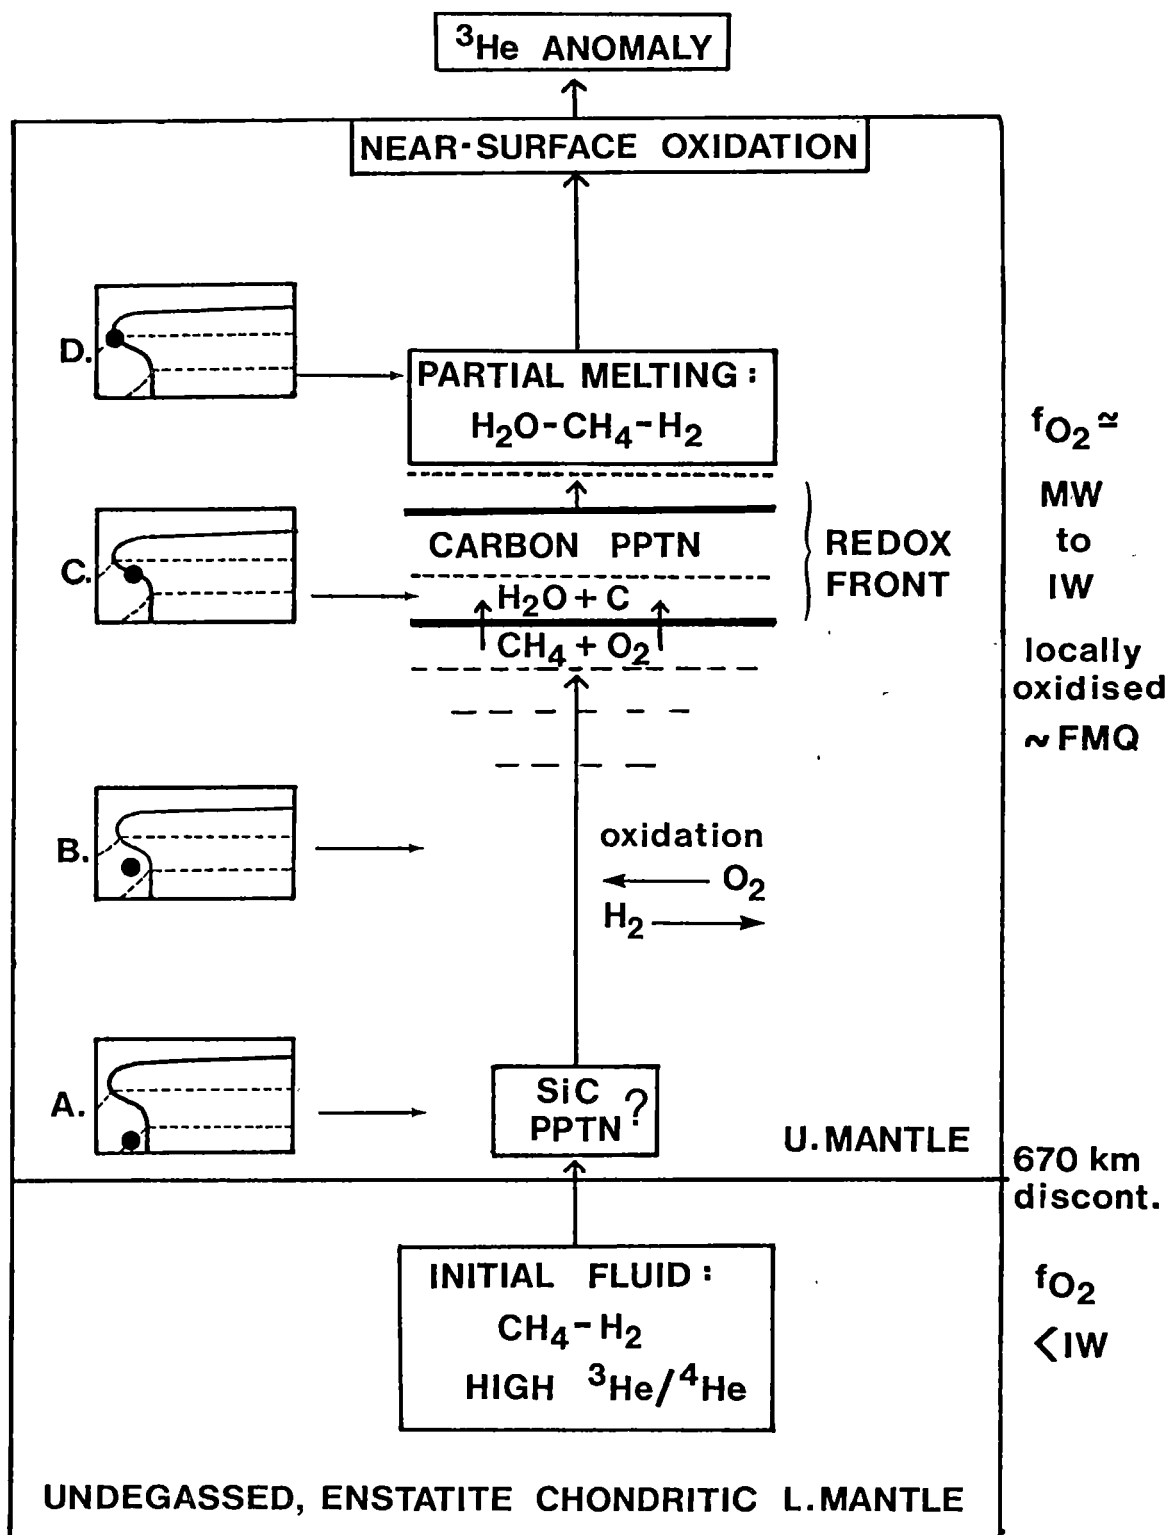 ³He ANOMALY
NEAR-SURFACE OXIDATION
D.
PARTIAL MELTING :
H₂O-CH₄-H₂
fO₂ ≃
MW
to
IW
locally
oxidised
~ FMQ
C.
CARBON PPTN
H₂O + C
CH₄ + O₂
REDOX
FRONT
B.
oxidation
O₂
H₂
A.
SiC
PPTN ?
U.MANTLE
670 km
discont.
INITIAL FLUID :
CH₄-H₂
HIGH ³He/⁴He
fO₂
<IW
UNDEGASSED, ENSTATITE CHONDRITIC L.MANTLE